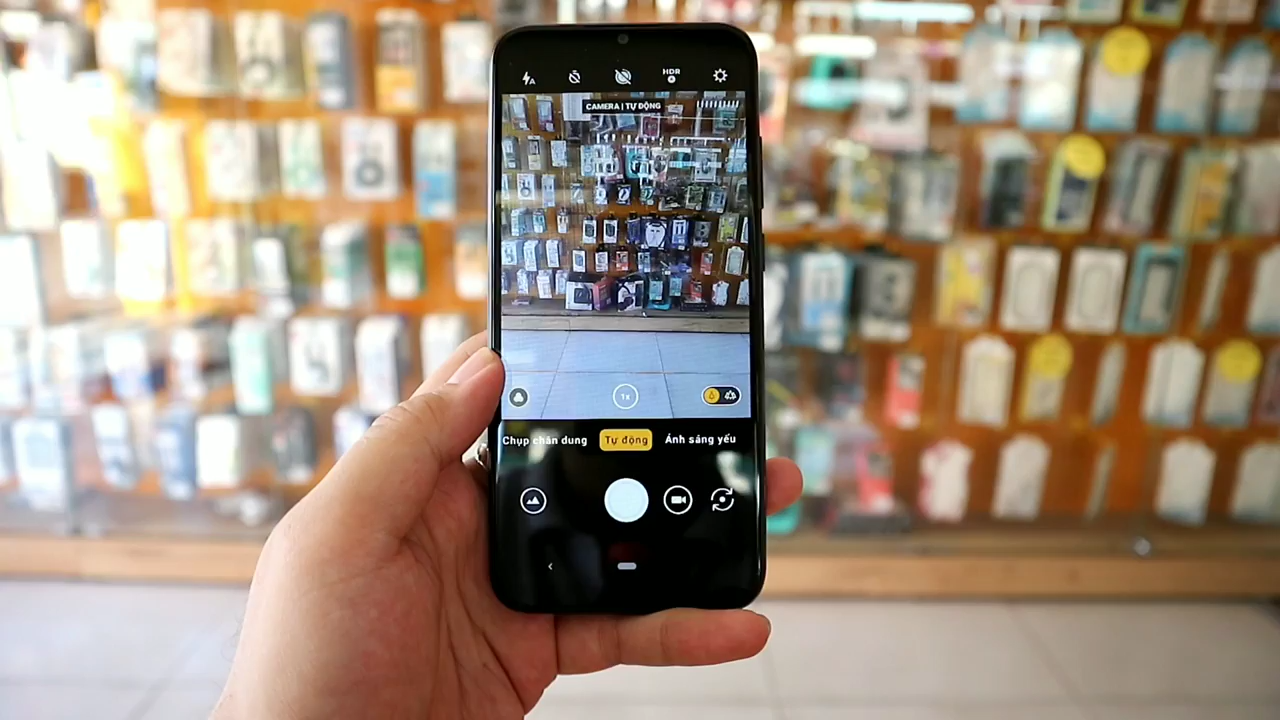 A
HDR
CAMERA | TỰ ĐỘNG
1x
Chụp chân dung
Tự động
Ánh sáng yếu